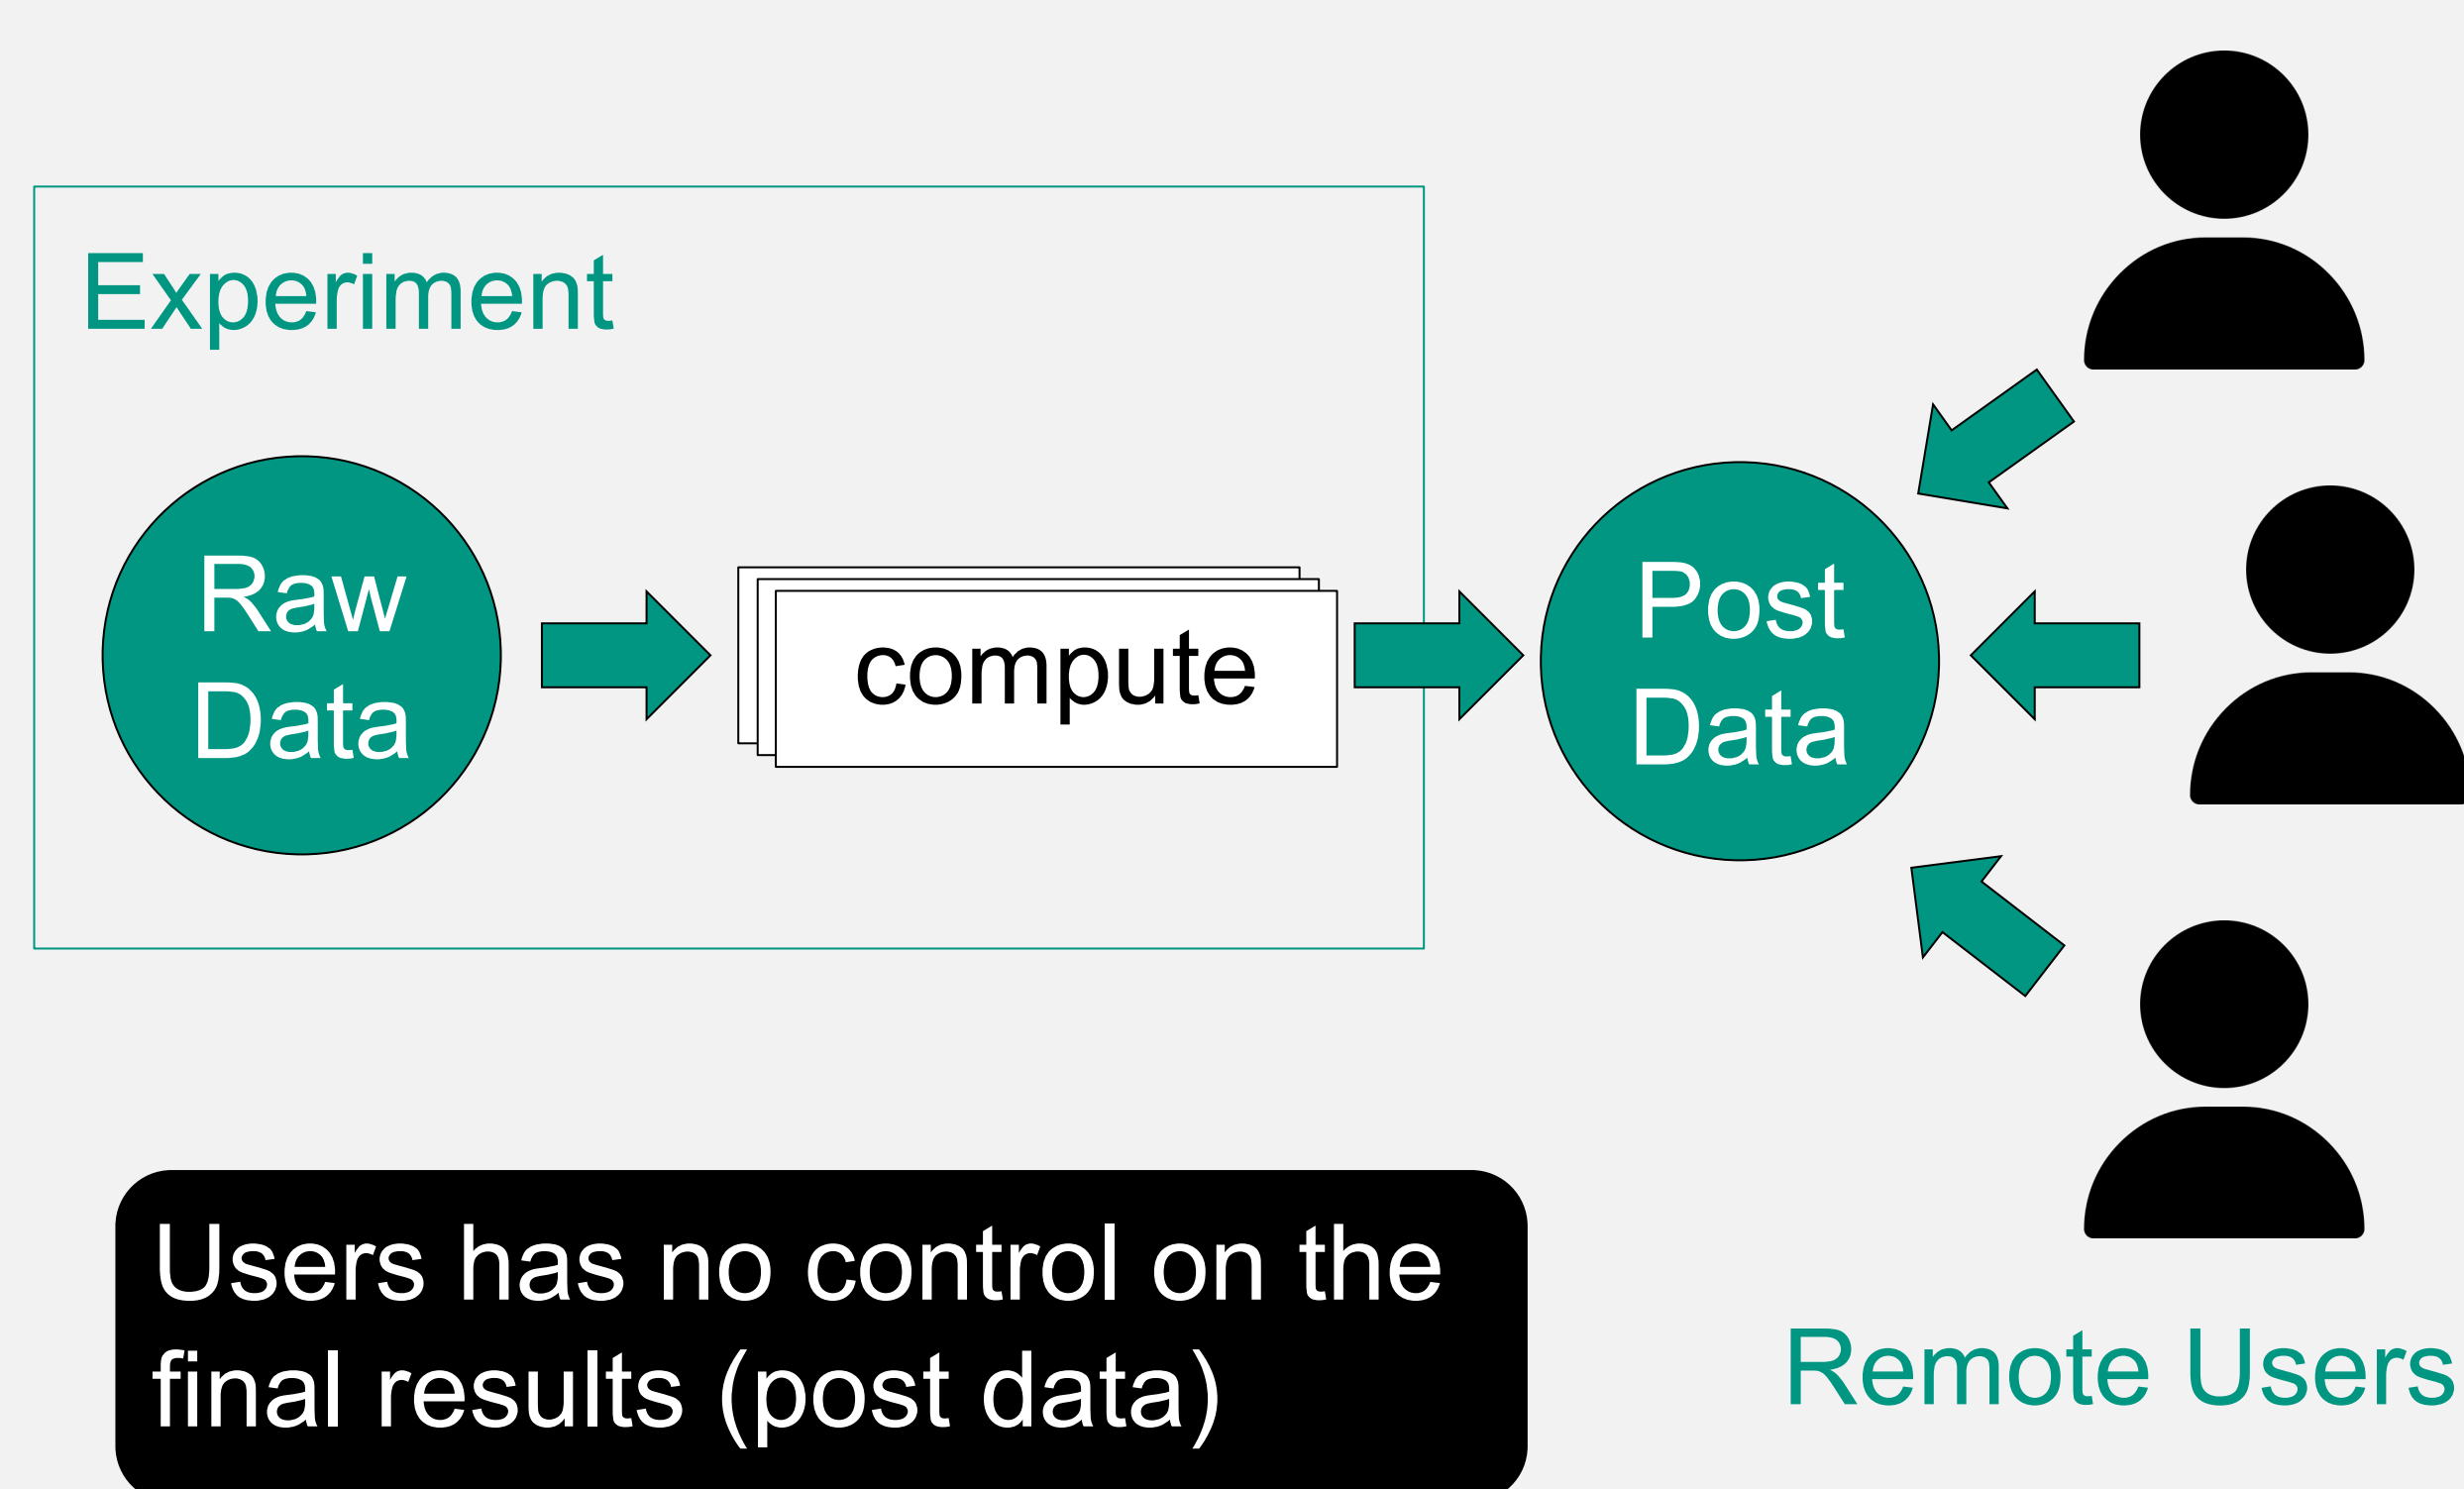 Experiment
Raw
Data
compute
Post
Data
Users has no control on the
final results (post data)
Remote Users